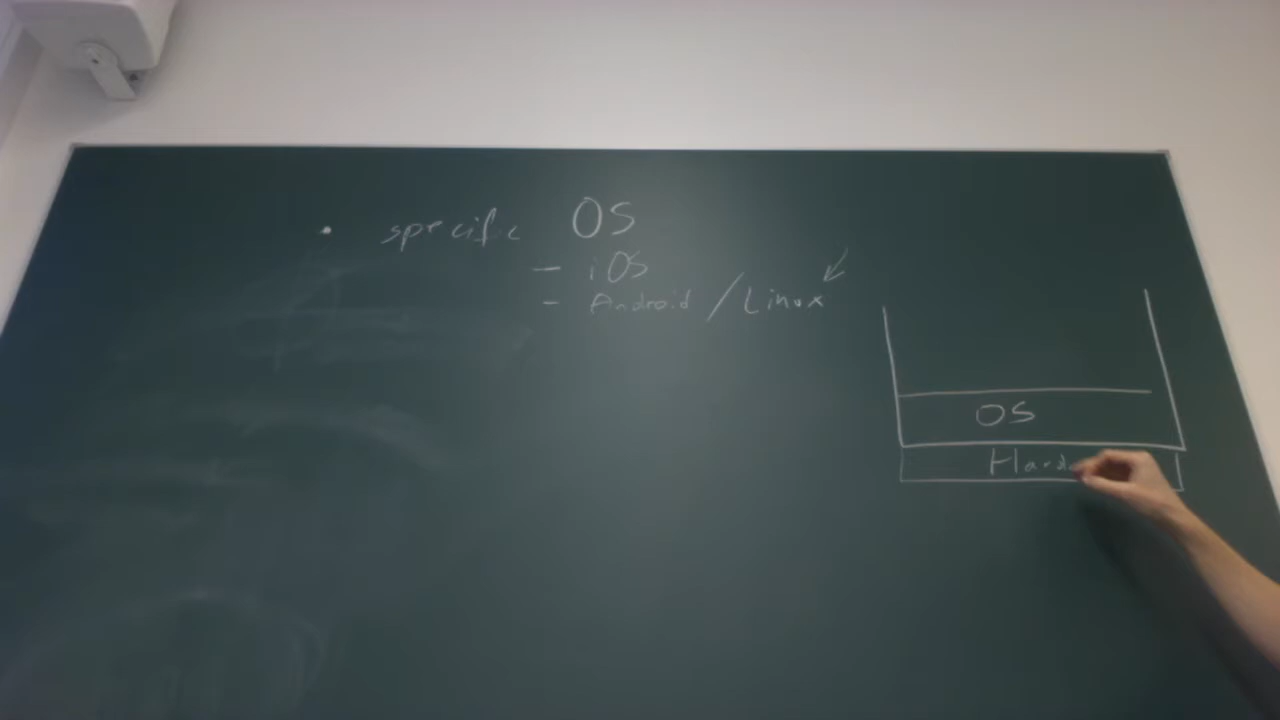 • specific OS
- iOS
- Android / Linux
OS
Hard